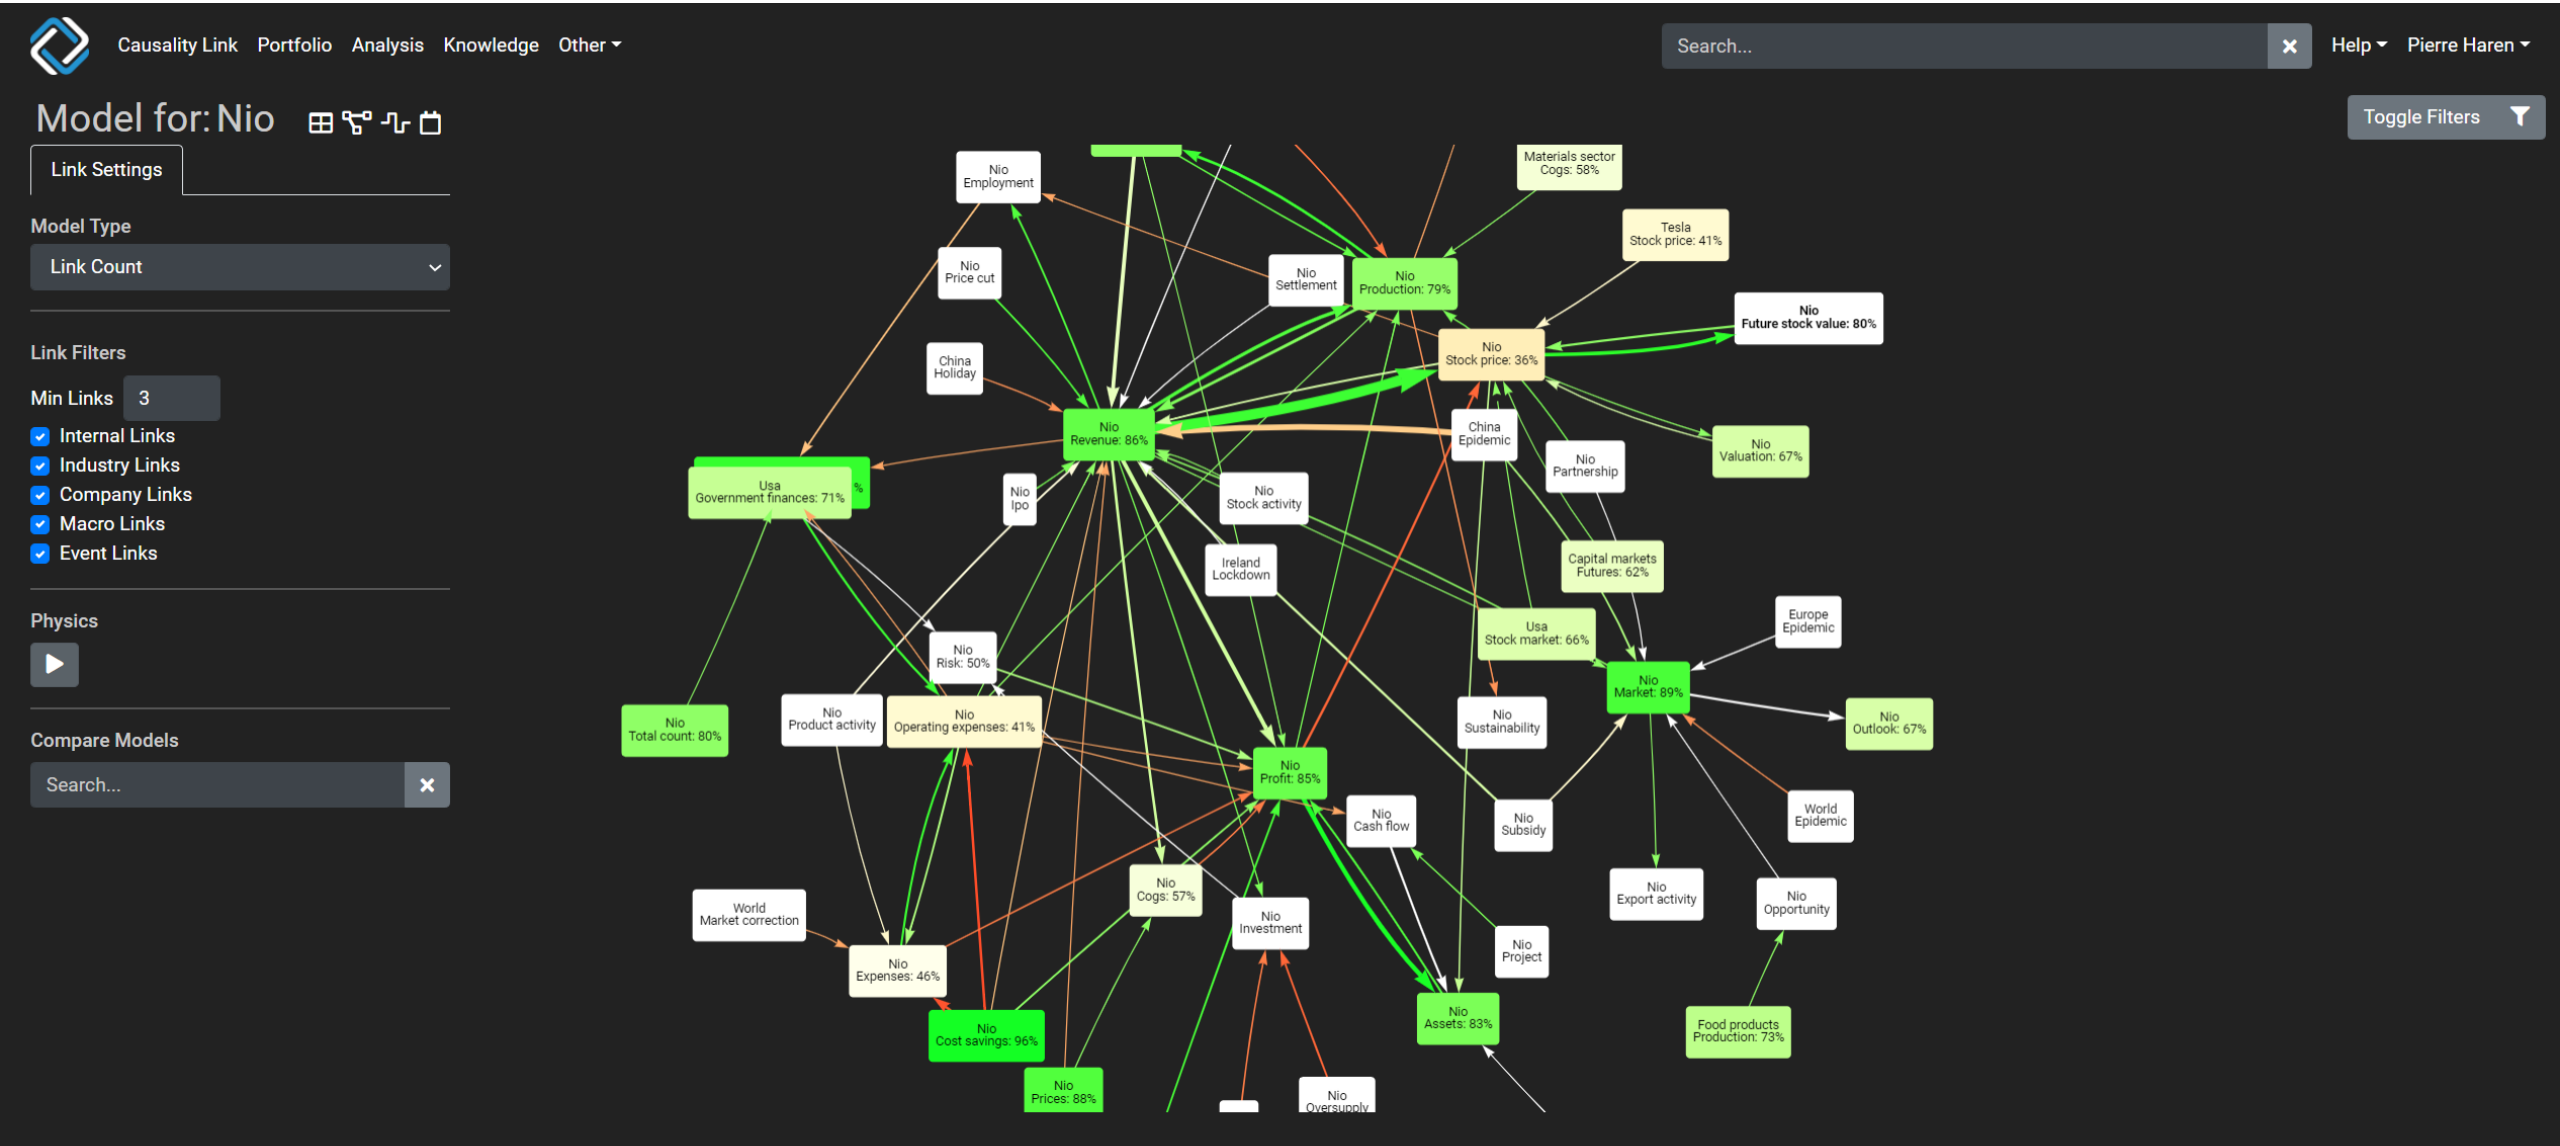 Causality Link
Portfolio
Analysis
Knowledge
Other
Search...
Help
Pierre Haren
Model for: Nio
Toggle Filters
Link Settings
Model Type
Link Count
Link Filters
Min Links
3
Internal Links
Industry Links
Company Links
Macro Links
Event Links
Physics
Compare Models
Search...
Nio
Employment
Materials sector
Cogs: 58%
Tesla
Stock price: 41%
Nio
Price cut
Nio
Settlement
Nio
Production: 79%
Nio
Future stock value: 80%
Nio
Stock price: 36%
China
Holiday
Nio
Revenue: 86%
China
Epidemic
Nio
Valuation: 67%
Nio
Partnership
Usa
Government finances: 71%
%
Nio
Ipo
Nio
Stock activity
Ireland
Lockdown
Capital markets
Futures: 62%
Usa
Stock market: 66%
Europe
Epidemic
Nio
Risk: 50%
Nio
Market: 89%
Nio
Total count: 80%
Nio
Product activity
Nio
Operating expenses: 41%
Nio
Sustainability
Nio
Outlook: 67%
Nio
Profit: 85%
Nio
Cash flow
Nio
Subsidy
World
Epidemic
Nio
Cogs: 57%
Nio
Export activity
Nio
Opportunity
World
Market correction
Nio
Investment
Nio
Project
Nio
Expenses: 46%
Nio
Assets: 83%
Food products
Production: 73%
Nio
Cost savings: 96%
Nio
Prices: 88%
Nio
Oversupply